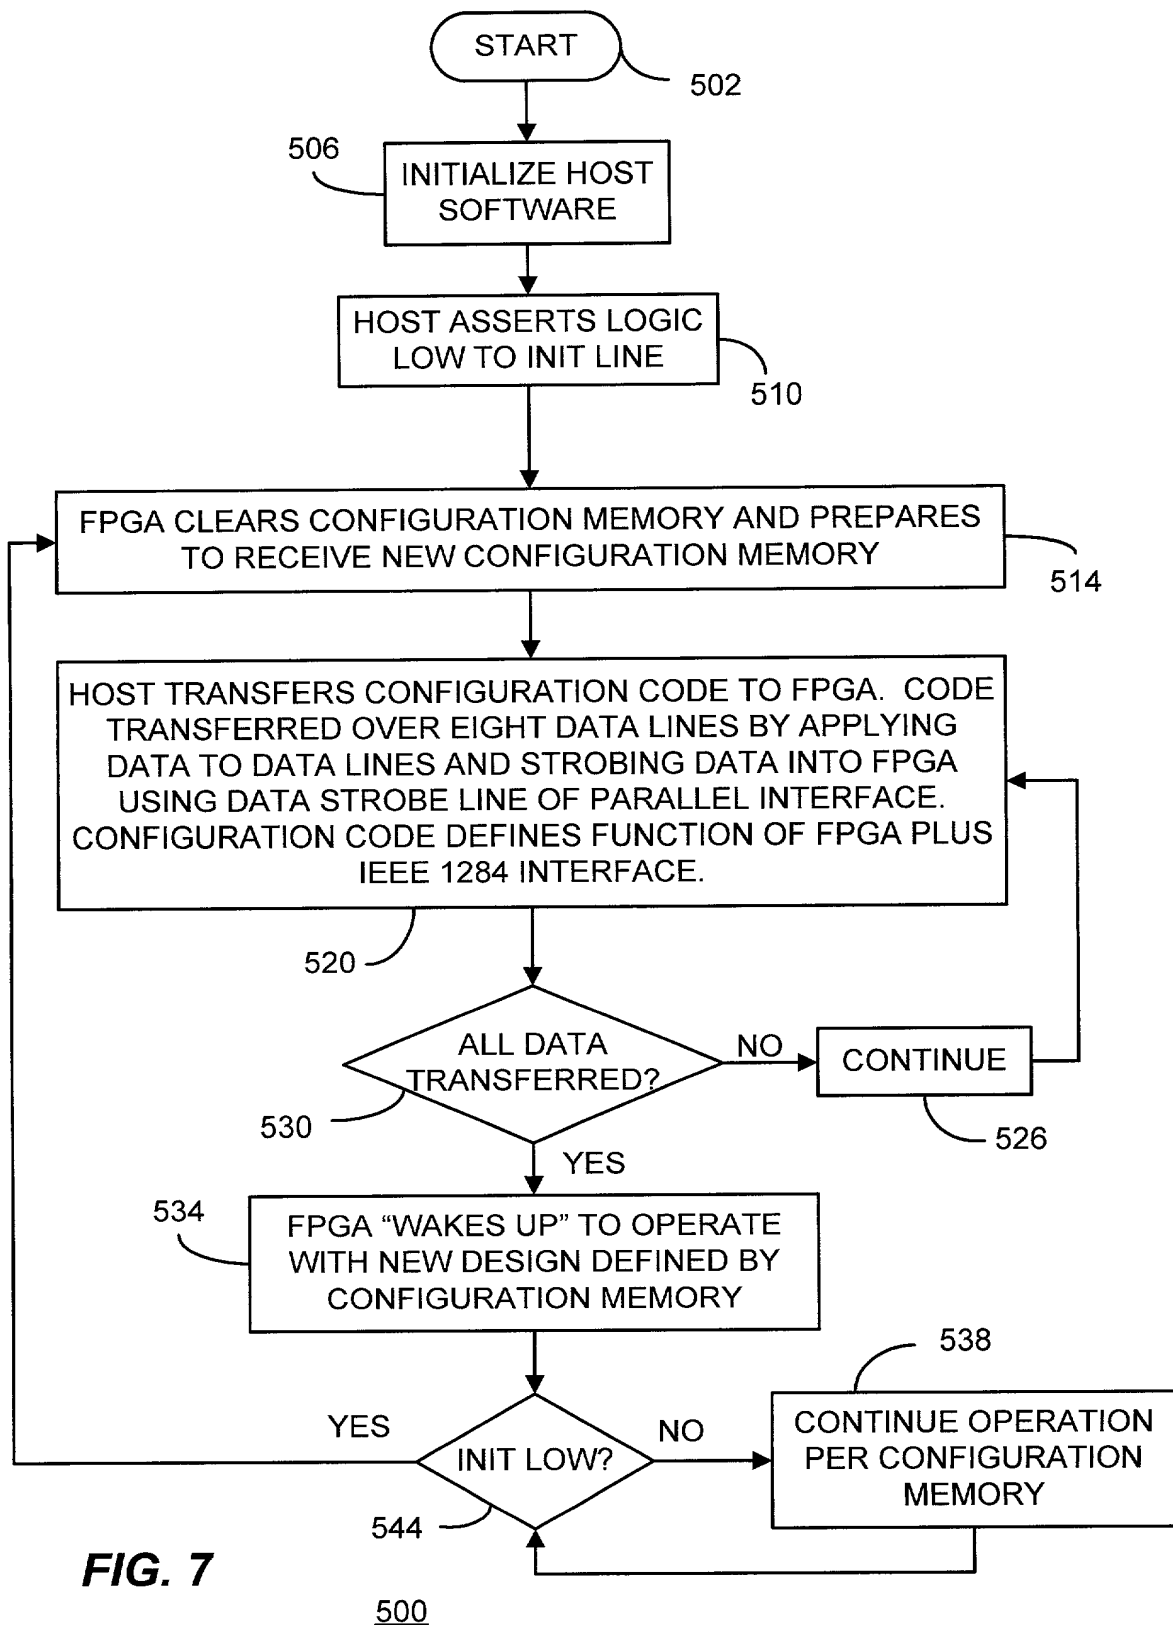 START
502
506
INITIALIZE HOST
SOFTWARE
HOST ASSERTS LOGIC
LOW TO INIT LINE
510
FPGA CLEARS CONFIGURATION MEMORY AND PREPARES
TO RECEIVE NEW CONFIGURATION MEMORY
514
HOST TRANSFERS CONFIGURATION CODE TO FPGA. CODE
TRANSFERRED OVER EIGHT DATA LINES BY APPLYING
DATA TO DATA LINES AND STROBING DATA INTO FPGA
USING DATA STROBE LINE OF PARALLEL INTERFACE.
CONFIGURATION CODE DEFINES FUNCTION OF FPGA PLUS
IEEE 1284 INTERFACE.
520
ALL DATA
TRANSFERRED?
NO
CONTINUE
530
526
YES
534
FPGA “WAKES UP” TO OPERATE
WITH NEW DESIGN DEFINED BY
CONFIGURATION MEMORY
538
YES
INIT LOW?
NO
CONTINUE OPERATION
PER CONFIGURATION
MEMORY
544
FIG. 7
500